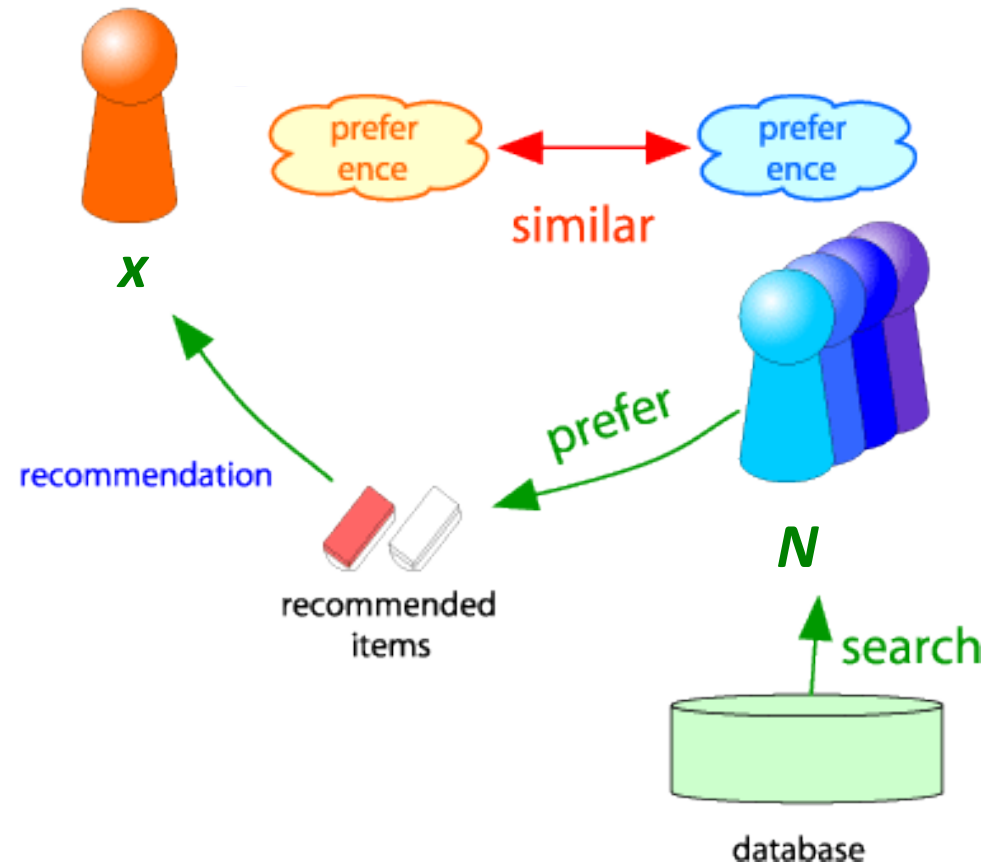 prefer
ence
prefer
ence
similar
x
prefer
recommendation
N
recommended
items
search
database